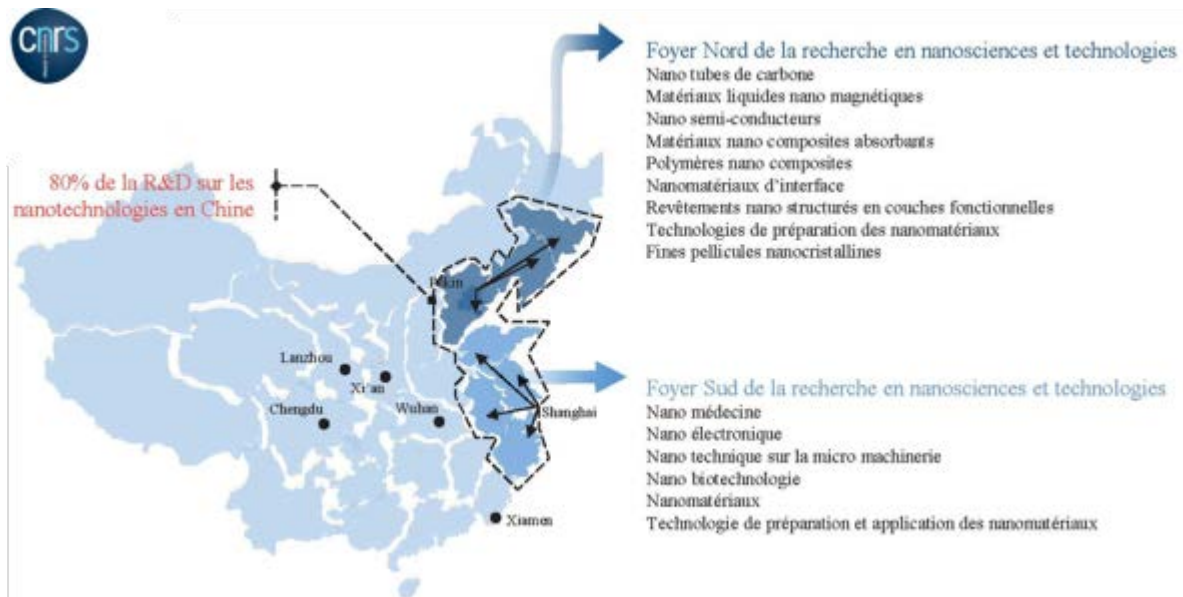 cnrs
Foyer Nord de la recherche en nanosciences et technologies
Nano tubes de carbone
Matériaux liquides nano magnétiques
Nano semi-conducteurs
Matériaux nano composites absorbants
Polymères nano composites
Nanomatériaux d'interface
Revêtements nano structurés en couches fonctionnelles
Technologies de préparation des nanomatériaux
Fines pellicules nanocristallines
80% de la R&D sur les
nanotechnologies en Chine
Pékin
Lanzhou
Xi'an
Chengdu
Wuhan
Shanghai
Xiamen
Foyer Sud de la recherche en nanosciences et technologies
Nano médecine
Nano électronique
Nano technique sur la micro machinerie
Nano biotechnologie
Nanomatériaux
Technologie de préparation et application des nanomatériaux